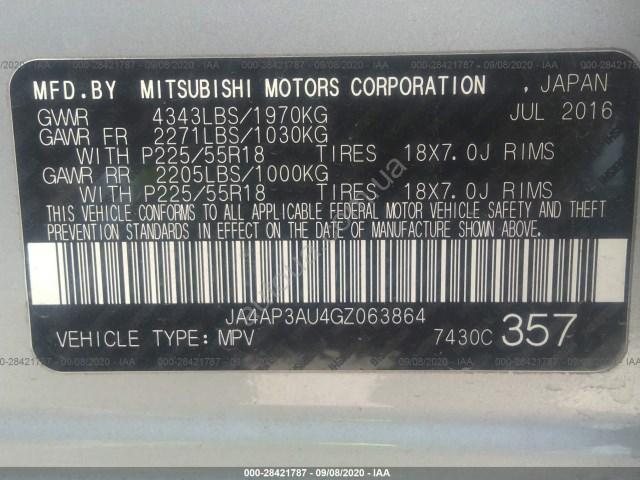 MFD.BY MITSUBISHI MOTORS CORPORATION , JAPAN
GVWR 4343LBS/1970KG JUL 2016
GAWR FR 2271LBS/1030KG
WITH P225/55R18 TIRES 18X7.0J RIMS
GAWR RR 2205LBS/1000KG
WITH P225/55R18 TIRES 18X7.0J RIMS
THIS VEHICLE CONFORMS TO ALL APPLICABLE FEDERAL MOTOR VEHICLE SAFETY AND THEFT
PREVENTION STANDARDS IN EFFECT ON THE DATE OF MANUFACTURE SHOWN ABOVE.
JA4AP3AU4GZ063864
VEHICLE TYPE: MPV 7430C 357
000-28421787 - 09/08/2020 - IAA